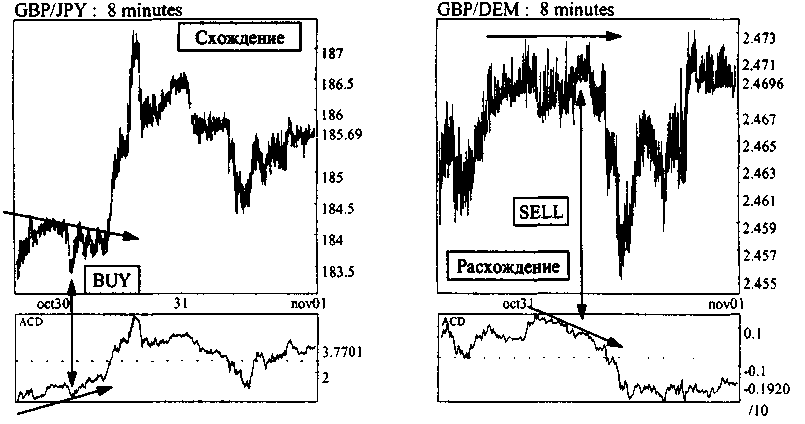 GBP/JPY : 8 minutes
Схождение
187
186.5
186
185.69
185
184.5
184
183.5
BUY
oct30 31 nov01
ACD
3.7701
2
GBP/DEM : 8 minutes
2.473
2.471
2.4696
2.467
2.465
2.463
2.461
2.459
2.457
2.455
SELL
Расхождение
oct31 nov01
ACD
0.1
-0.1
-0.1920
/10